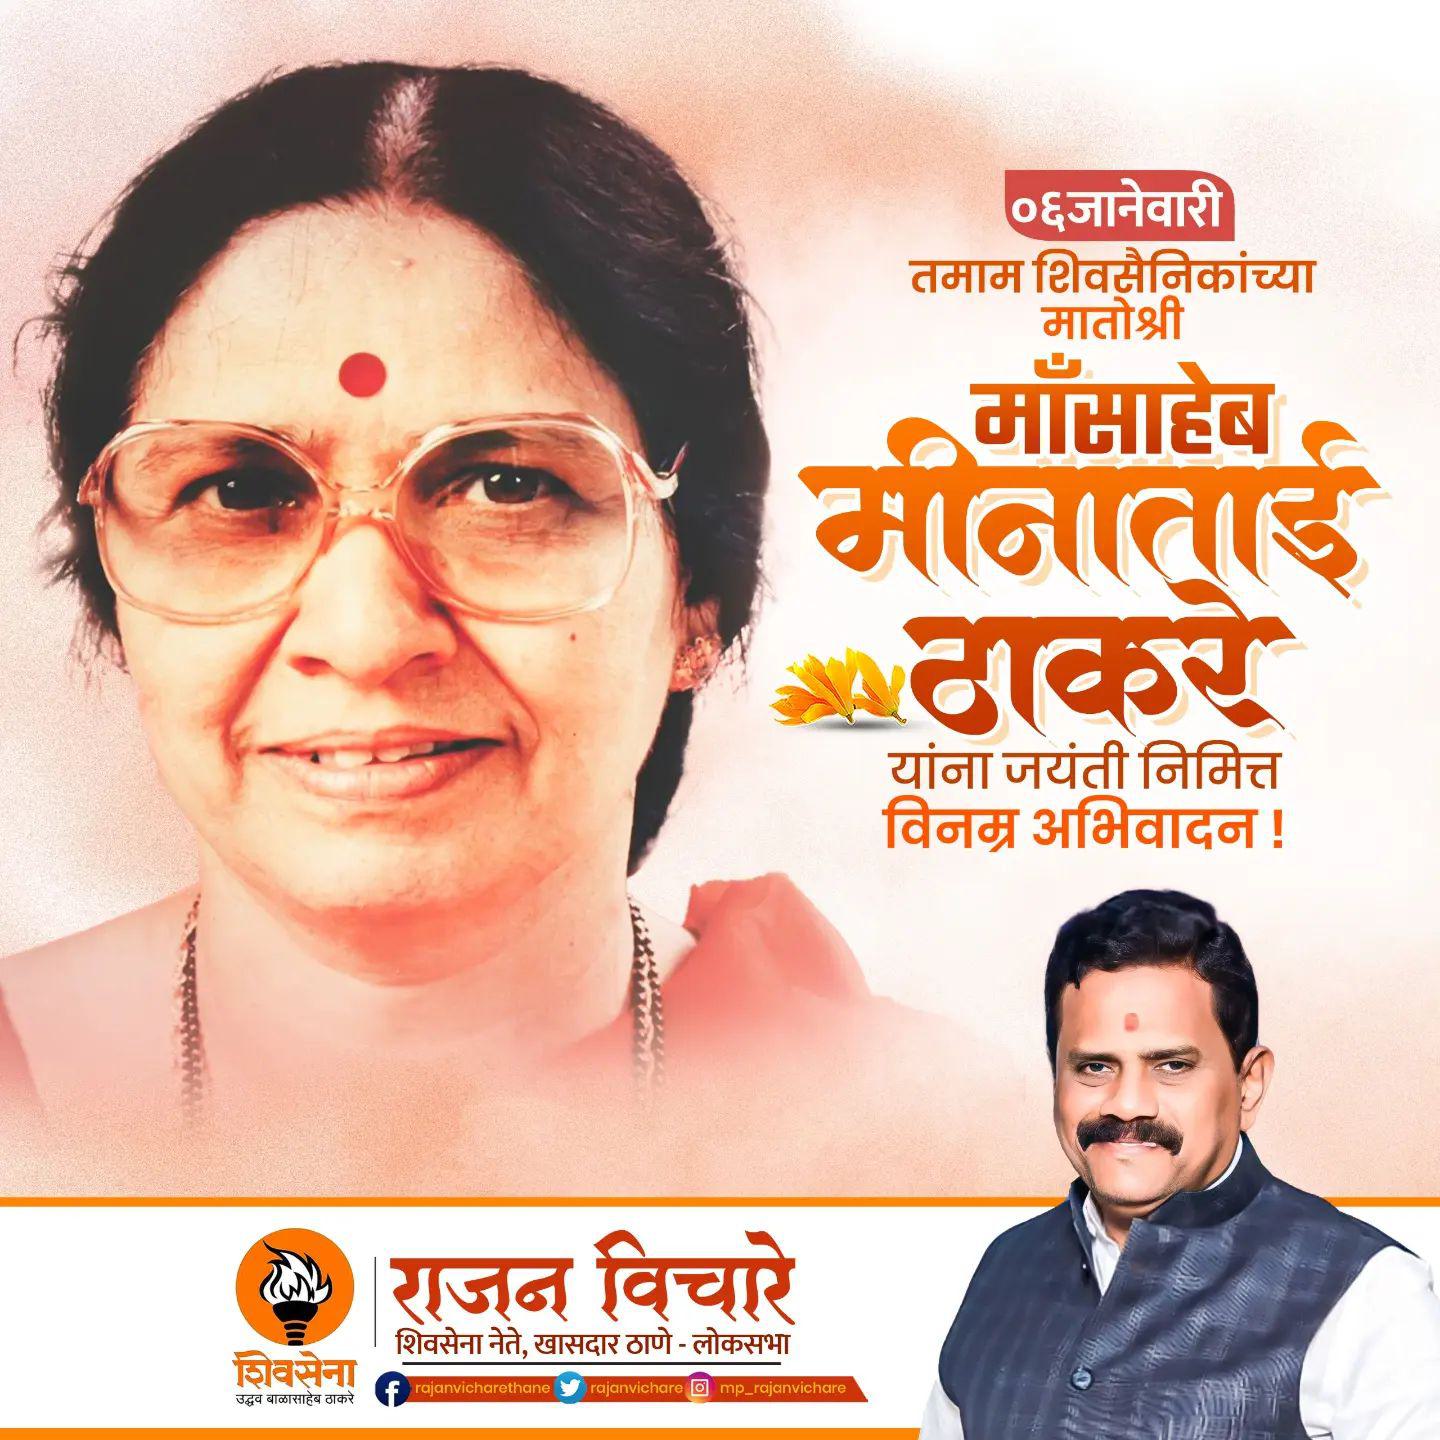 ०६जानेवारी
तमाम शिवसैनिकांच्या
मातोश्री
माँसाहेब
मीनाताई
ठाकरे
यांना जयंती निमित्त
विनम्र अभिवादन !
राजन विचारे
शिवसेना नेते, खासदार ठाणे - लोकसभा
rajanvicharethane rajanvichare mp_rajanvichare
शिवसेना
उद्धव बाळासाहेब ठाकरे